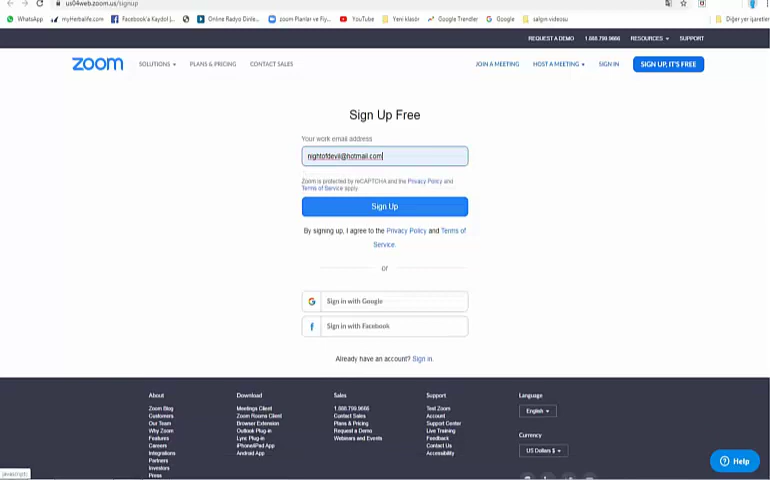 us04web.zoom.us/signup
WhatsApp myHerbalife.com Facebook'a Kaydol |... Online Radyo Dinle... zoom Planlar ve Fiy... YouTube Yeni klasör Google Trendler Google salgın videosu Diğer yer işaretleri
REQUEST A DEMO 1.888.799.9666 RESOURCES SUPPORT
zoom SOLUTIONS PLANS & PRICING CONTACT SALES JOIN A MEETING HOST A MEETING SIGN IN SIGN UP, IT'S FREE
Sign Up Free
Your work email address
nightofdevil@hotmail.com
Zoom is protected by reCAPTCHA and the Privacy Policy and
Terms of Service apply.
Sign Up
By signing up, I agree to the Privacy Policy and Terms of
Service.
or
Sign in with Google
Sign in with Facebook
Already have an account? Sign in.
About Download Sales Support Language
Zoom Blog Meetings Client 1.888.799.9666 Test Zoom
Customers Zoom Rooms Client Contact Sales Account English
Our Team Browser Extension Plans & Pricing Support Center
Why Zoom Outlook Plug-in Request a Demo Live Training
Features Lync Plug-in Webinars and Events Feedback Currency
Careers iPhone/iPad App Contact Us
Integrations Android App Accessibility US Dollars $
Partners
Investors
Press
Help
javascript: